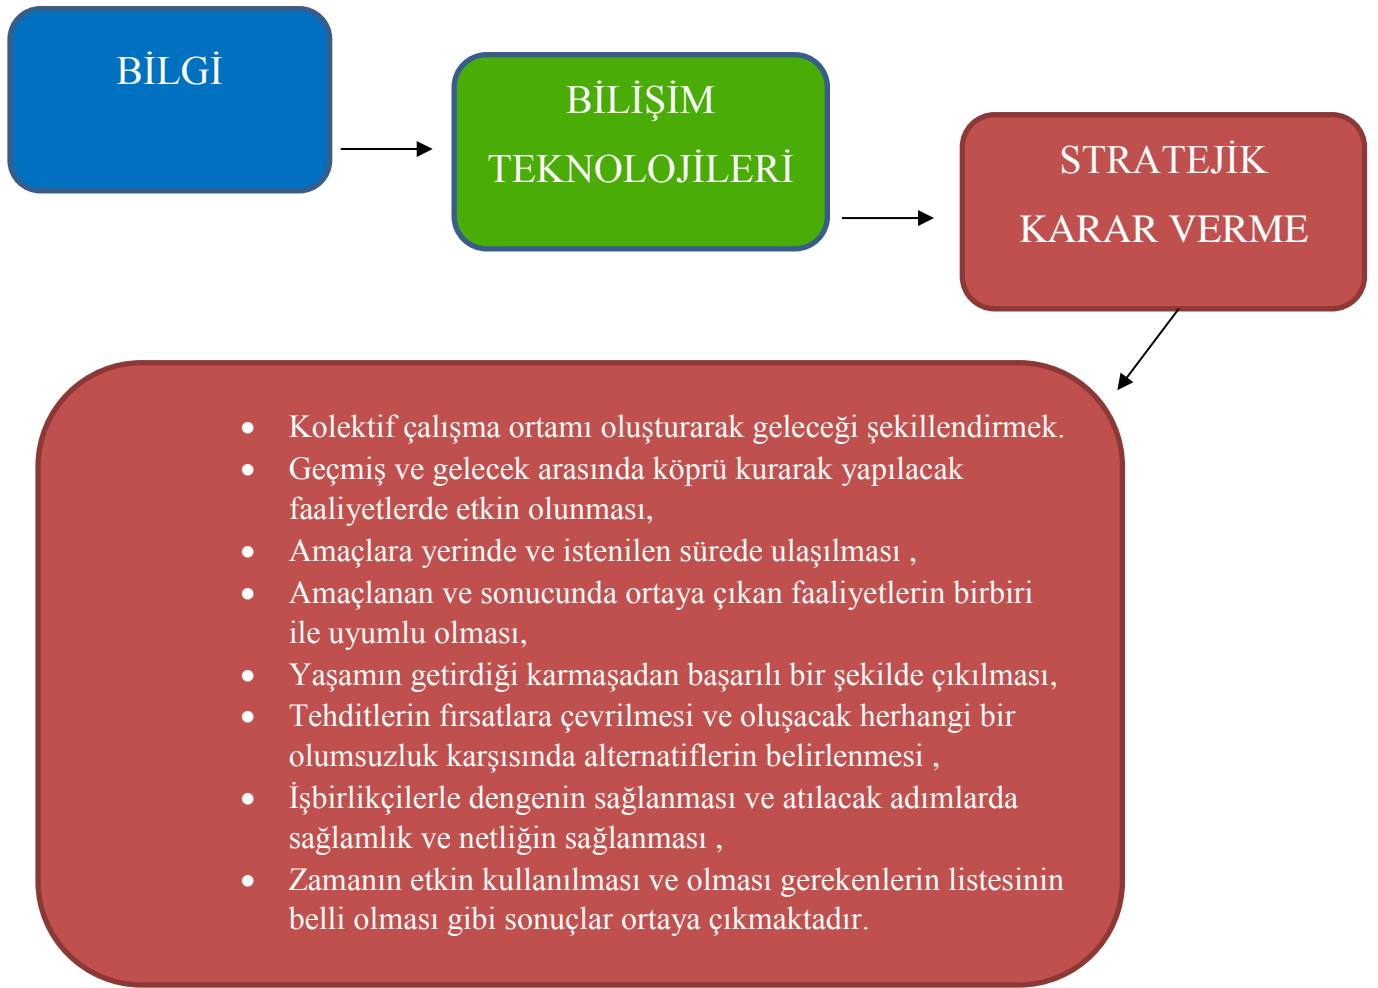 BİLGİ
BİLİŞİM
TEKNOLOJİLERİ
STRATEJİK
KARAR VERME
• Kolektif çalışma ortamı oluşturarak geleceği şekillendirmek.
• Geçmiş ve gelecek arasında köprü kurarak yapılacak
faaliyetlerde etkin olunması,
• Amaçlara yerinde ve istenilen sürede ulaşılması ,
• Amaçlanan ve sonucunda ortaya çıkan faaliyetlerin birbiri
ile uyumlu olması,
• Yaşamın getirdiği karmaşadan başarılı bir şekilde çıkılması,
• Tehditlerin fırsatlara çevrilmesi ve oluşacak herhangi bir
olumsuzluk karşısında alternatiflerin belirlenmesi ,
• İşbirlikçilerle dengenin sağlanması ve atılacak adımlarda
sağlamlık ve netliğin sağlanması ,
• Zamanın etkin kullanılması ve olması gerekenlerin listesinin
belli olması gibi sonuçlar ortaya çıkmaktadır.